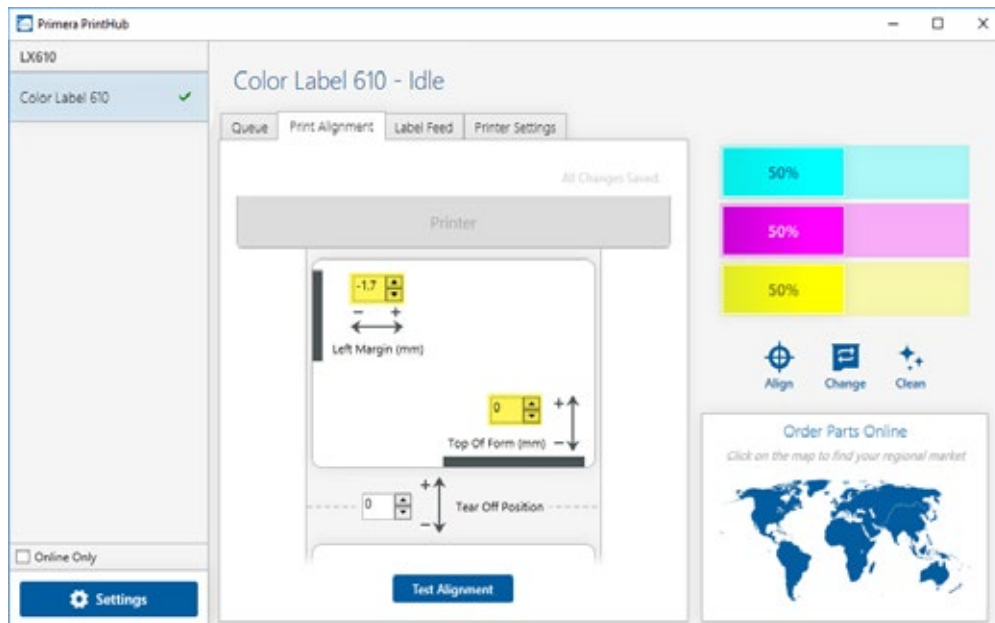 Primera PrintHub
LX610
Color Label 610
Color Label 610 - Idle
Queue
Print Alignment
Label Feed
Printer Settings
All Changes Saved.
Printer
-1.7
- +
Left Margin (mm)
0
+
Top Of Form (mm) -
0
+
Tear Off Position
-
Test Alignment
50%
50%
50%
Align
Change
Clean
Order Parts Online
Click on the map to find your regional market
Online Only
Settings